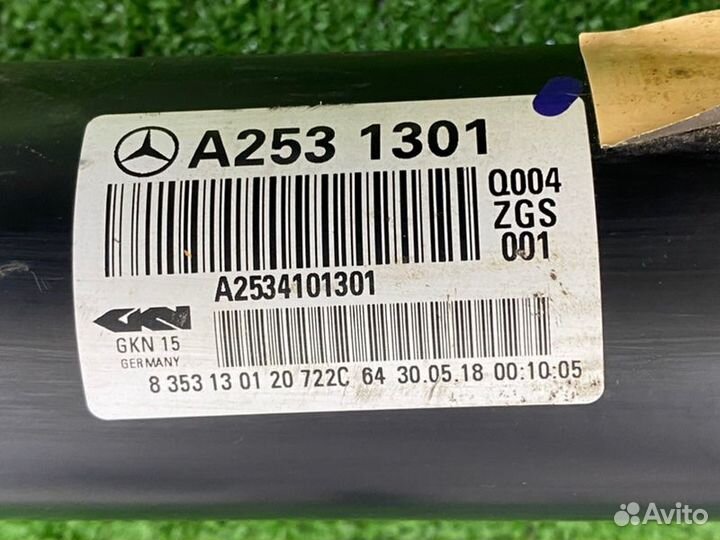 A253 1301
Q004
ZGS
001
A2534101301
GKN
GKN 15
GERMANY
8 353 13 01 20 722C 64 30.05.18 00:10:05
Avito